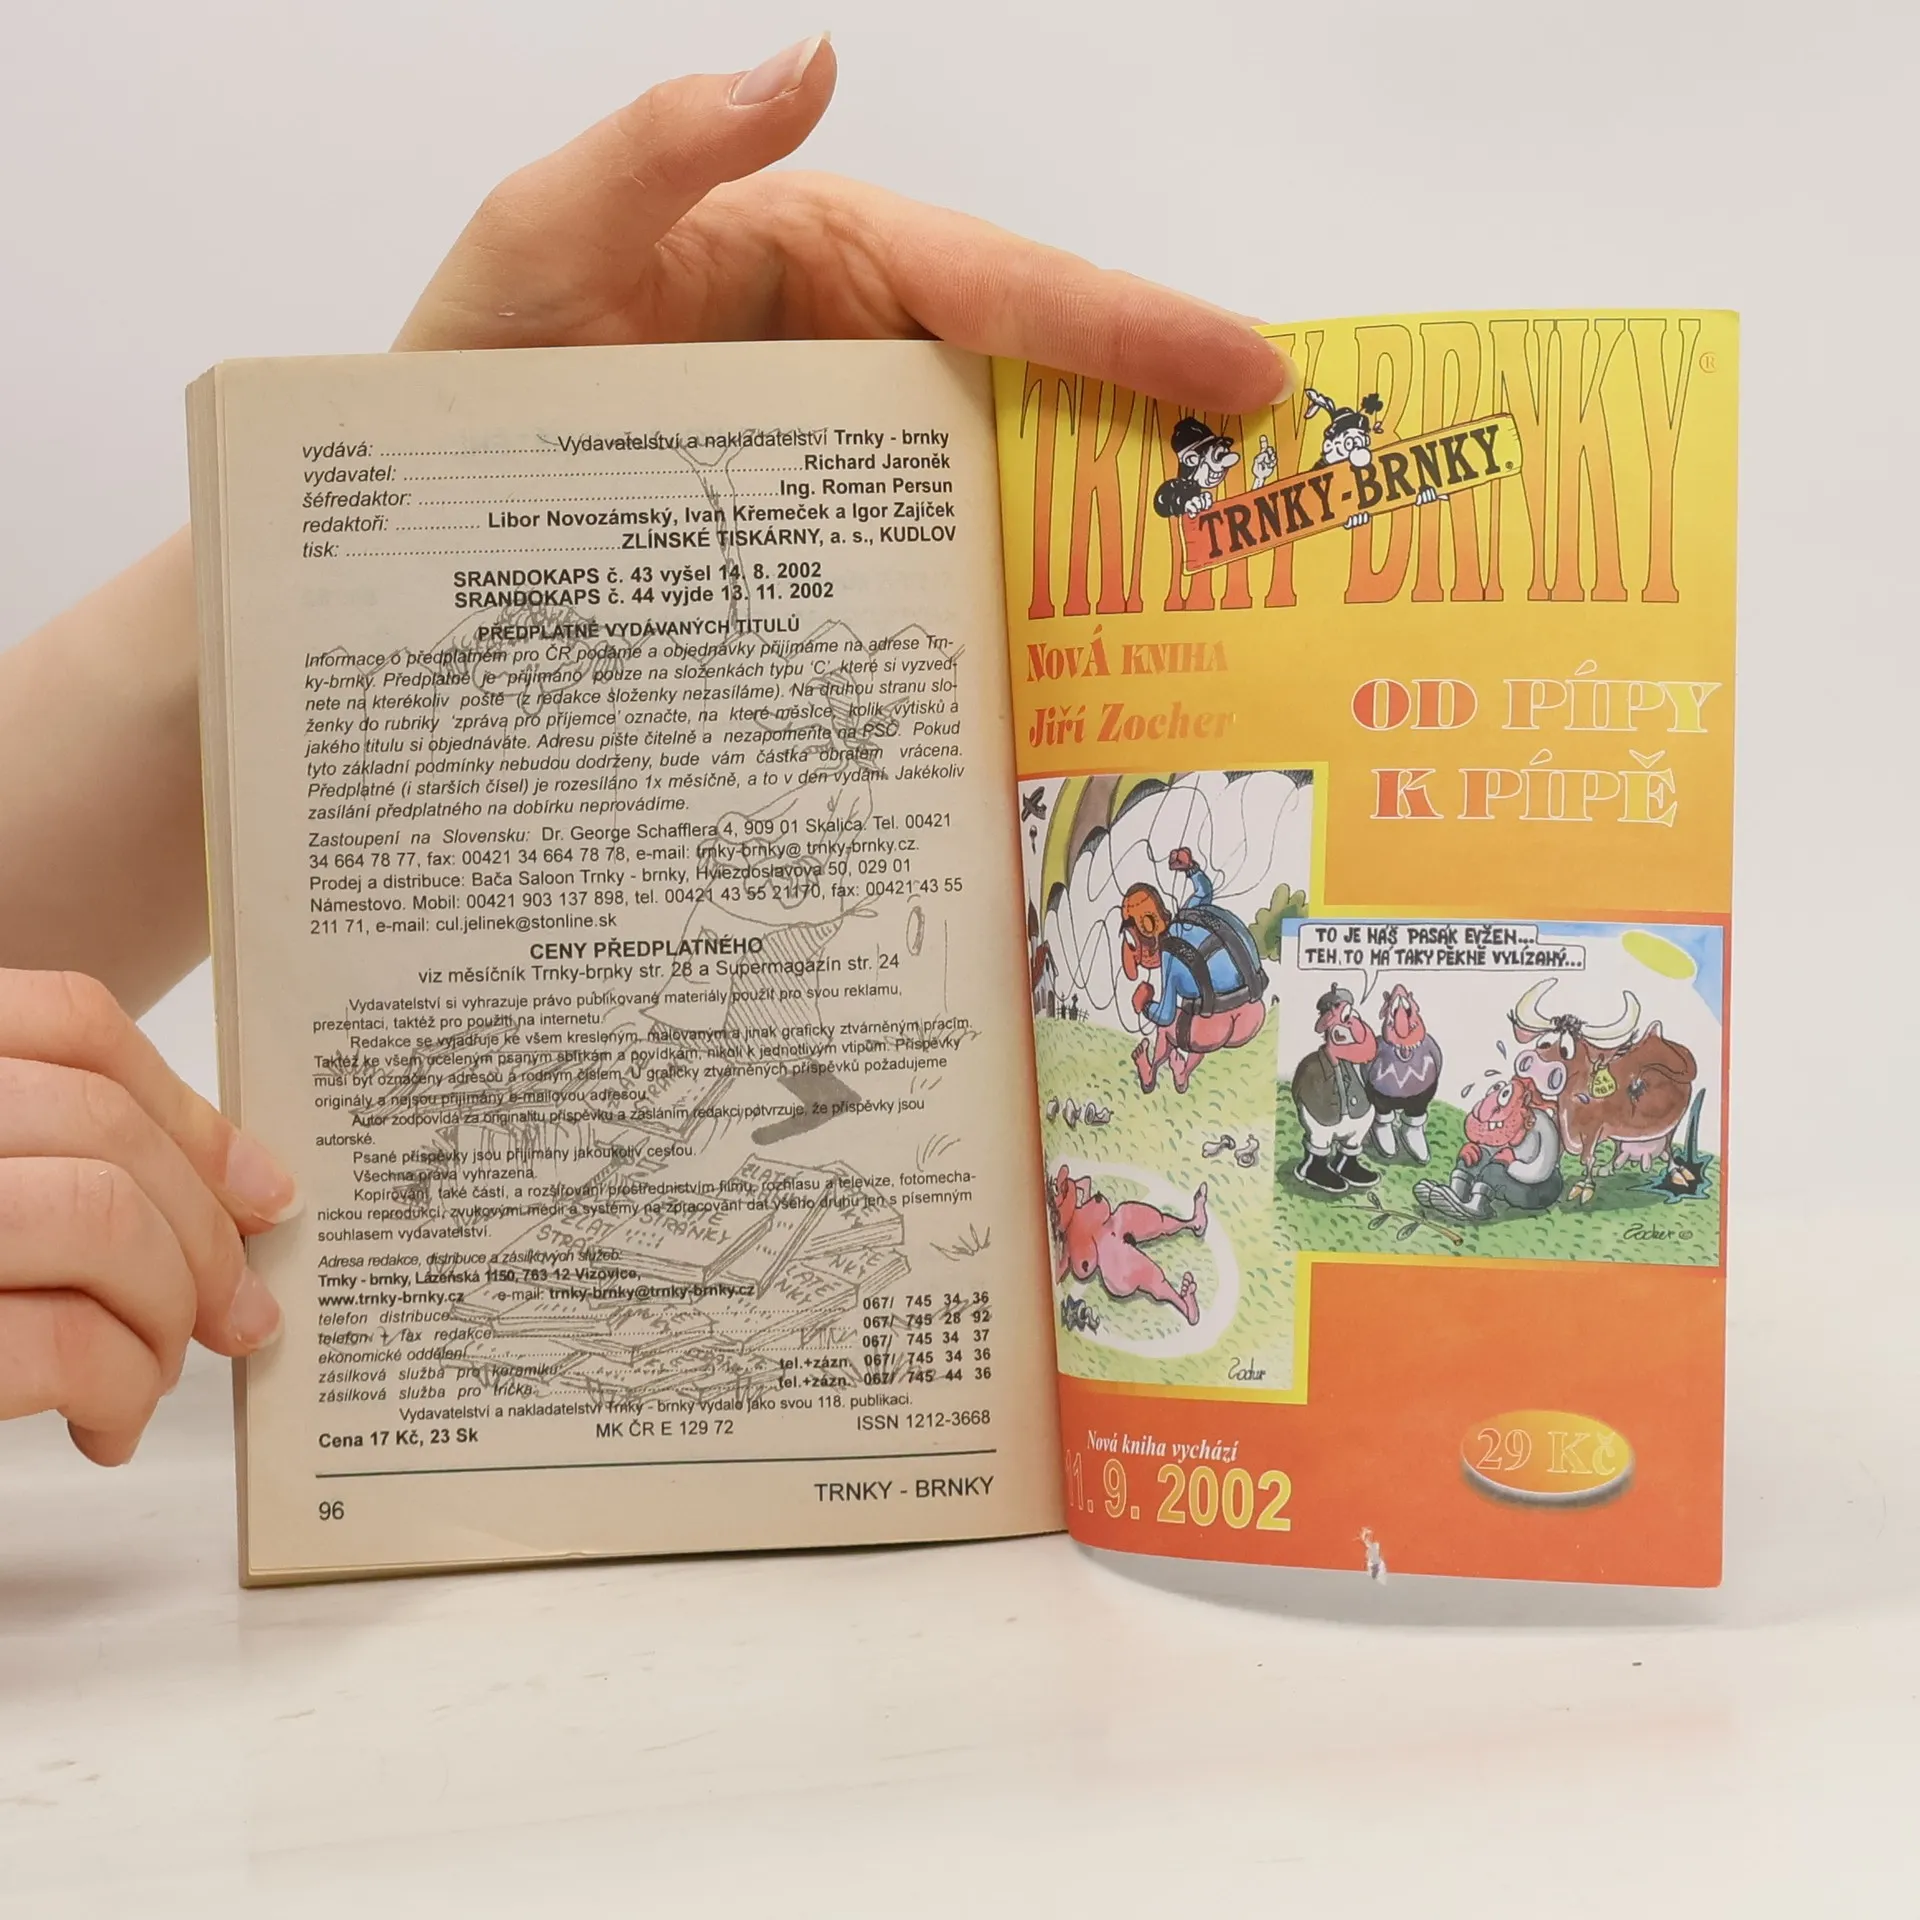 vydává: ..............................Vydavatelství a nakladatelství Trnky - brnky
vydavatel: ......................................................................Richard Jaroněk
šéfredaktor: ..............................................................Ing. Roman Persun
redaktoři: .............. Libor Novozámský, Ivan Křemeček a Igor Zajíček
tisk: ..............................................ZLÍNSKÉ TISKÁRNY, a. s., KUDLOV
SRANDOKAPS č. 43 vyšel 14. 8. 2002
SRANDOKAPS č. 44 vyjde 13. 11. 2002
PŘEDPLATNÉ VYDÁVANÝCH TITULŮ
Informace o předplatném pro ČR podáme a objednávky přijímáme na adrese Trn-
ky-brnky. Předplatné je přijímáno pouze na složenkách typu 'C', které si vyzved-
nete na kterékoliv poště (z redakce složenky nezasíláme). Na druhou stranu slo-
ženky do rubriky 'zpráva pro příjemce' označte, na které měsíce, kolik výtisků a
jakého titulu si objednáváte. Adresu pište čitelně a nezapomeňte na PSČ. Pokud
tyto základní podmínky nebudou dodrženy, bude vám částka obratem vrácena.
Předplatné (i starších čísel) je rozesíláno 1x měsíčně, a to v den vydání. Jakékoliv
zasílání předplatného na dobírku neprovádíme.
Zastoupení na Slovensku: Dr. George Schafflera 4, 909 01 Skalica. Tel. 00421
34 664 78 77, fax: 00421 34 664 78 78, e-mail: trnky-brnky@ trnky-brnky.cz.
Prodej a distribuce: Bača Saloon Trnky - brnky, Hviezdoslavova 50, 029 01
Námestovo. Mobil: 00421 903 137 898, tel. 00421 43 55 21170, fax: 00421 43 55
211 71, e-mail: cul.jelinek@stonline.sk
CENY PŘEDPLATNÉHO
viz měsíčník Trnky-brnky str. 28 a Supermagazín str. 24
Vydavatelství si vyhrazuje právo publikované materiály použít pro svou reklamu,
prezentaci, taktéž pro použití na internetu.
Redakce se vyjadřuje ke všem kresleným, malovaným a jinak graficky ztvárněným pracím.
Taktéž ke všem uceleným psaným sbírkám a povídkám, nikoli k jednotlivým vtipům. Příspěvky
musí být označeny adresou a rodným číslem. U graficky ztvárněných příspěvků požadujeme
originály a nejsou přijímány e-mailovou adresou.
Autor zodpovídá za originalitu příspěvku a zasláním redakci potvrzuje, že příspěvky jsou
autorské.
Psané příspěvky jsou přijímány jakoukoliv cestou.
Všechna práva vyhrazena.
Kopírování, také částí, a rozšiřování prostřednictvím filmu, rozhlasu a televize, fotomecha-
nickou reprodukcí, zvukovými médii a systémy na zpracování dat všeho druhu jen s písemným
souhlasem vydavatelství.
Adresa redakce, distribuce a zásilkových služeb:
Trnky - brnky, Lázeňská 1150, 763 12 Vizovice,
www.trnky-brnky.cz e-mail: trnky-brnky@trnky-brnky.cz
telefon distribuce.......... 067/ 745 34 36
telefon + fax redakce.......... 067/ 745 28 92
ekonomické oddělení.......... 067/ 745 34 37
zásilková služba pro keramiku.......... tel.+zázn. 067/ 745 34 36
zásilková služba pro trička.......... tel.+zázn. 067/ 745 44 36
Vydavatelství a nakladatelství Trnky - brnky vydalo jako svou 118. publikaci.
Cena 17 Kč, 23 Sk MK ČR E 129 72 ISSN 1212-3668
96 TRNKY - BRNKY
TRNKY-BRNKY ®
TRNKY-BRNKY ®
NOVÁ KNIHA
Jiří Zocher
OD PÍPY
K PÍPĚ
TO JE NÁŠ PASÁK EVŽEN...
TEN, TO MÁ TAKY PĚKNĚ VYLÍZANÝ...
Zocher
Zocher ©
Nová kniha vychází
11. 9. 2002
29 Kč